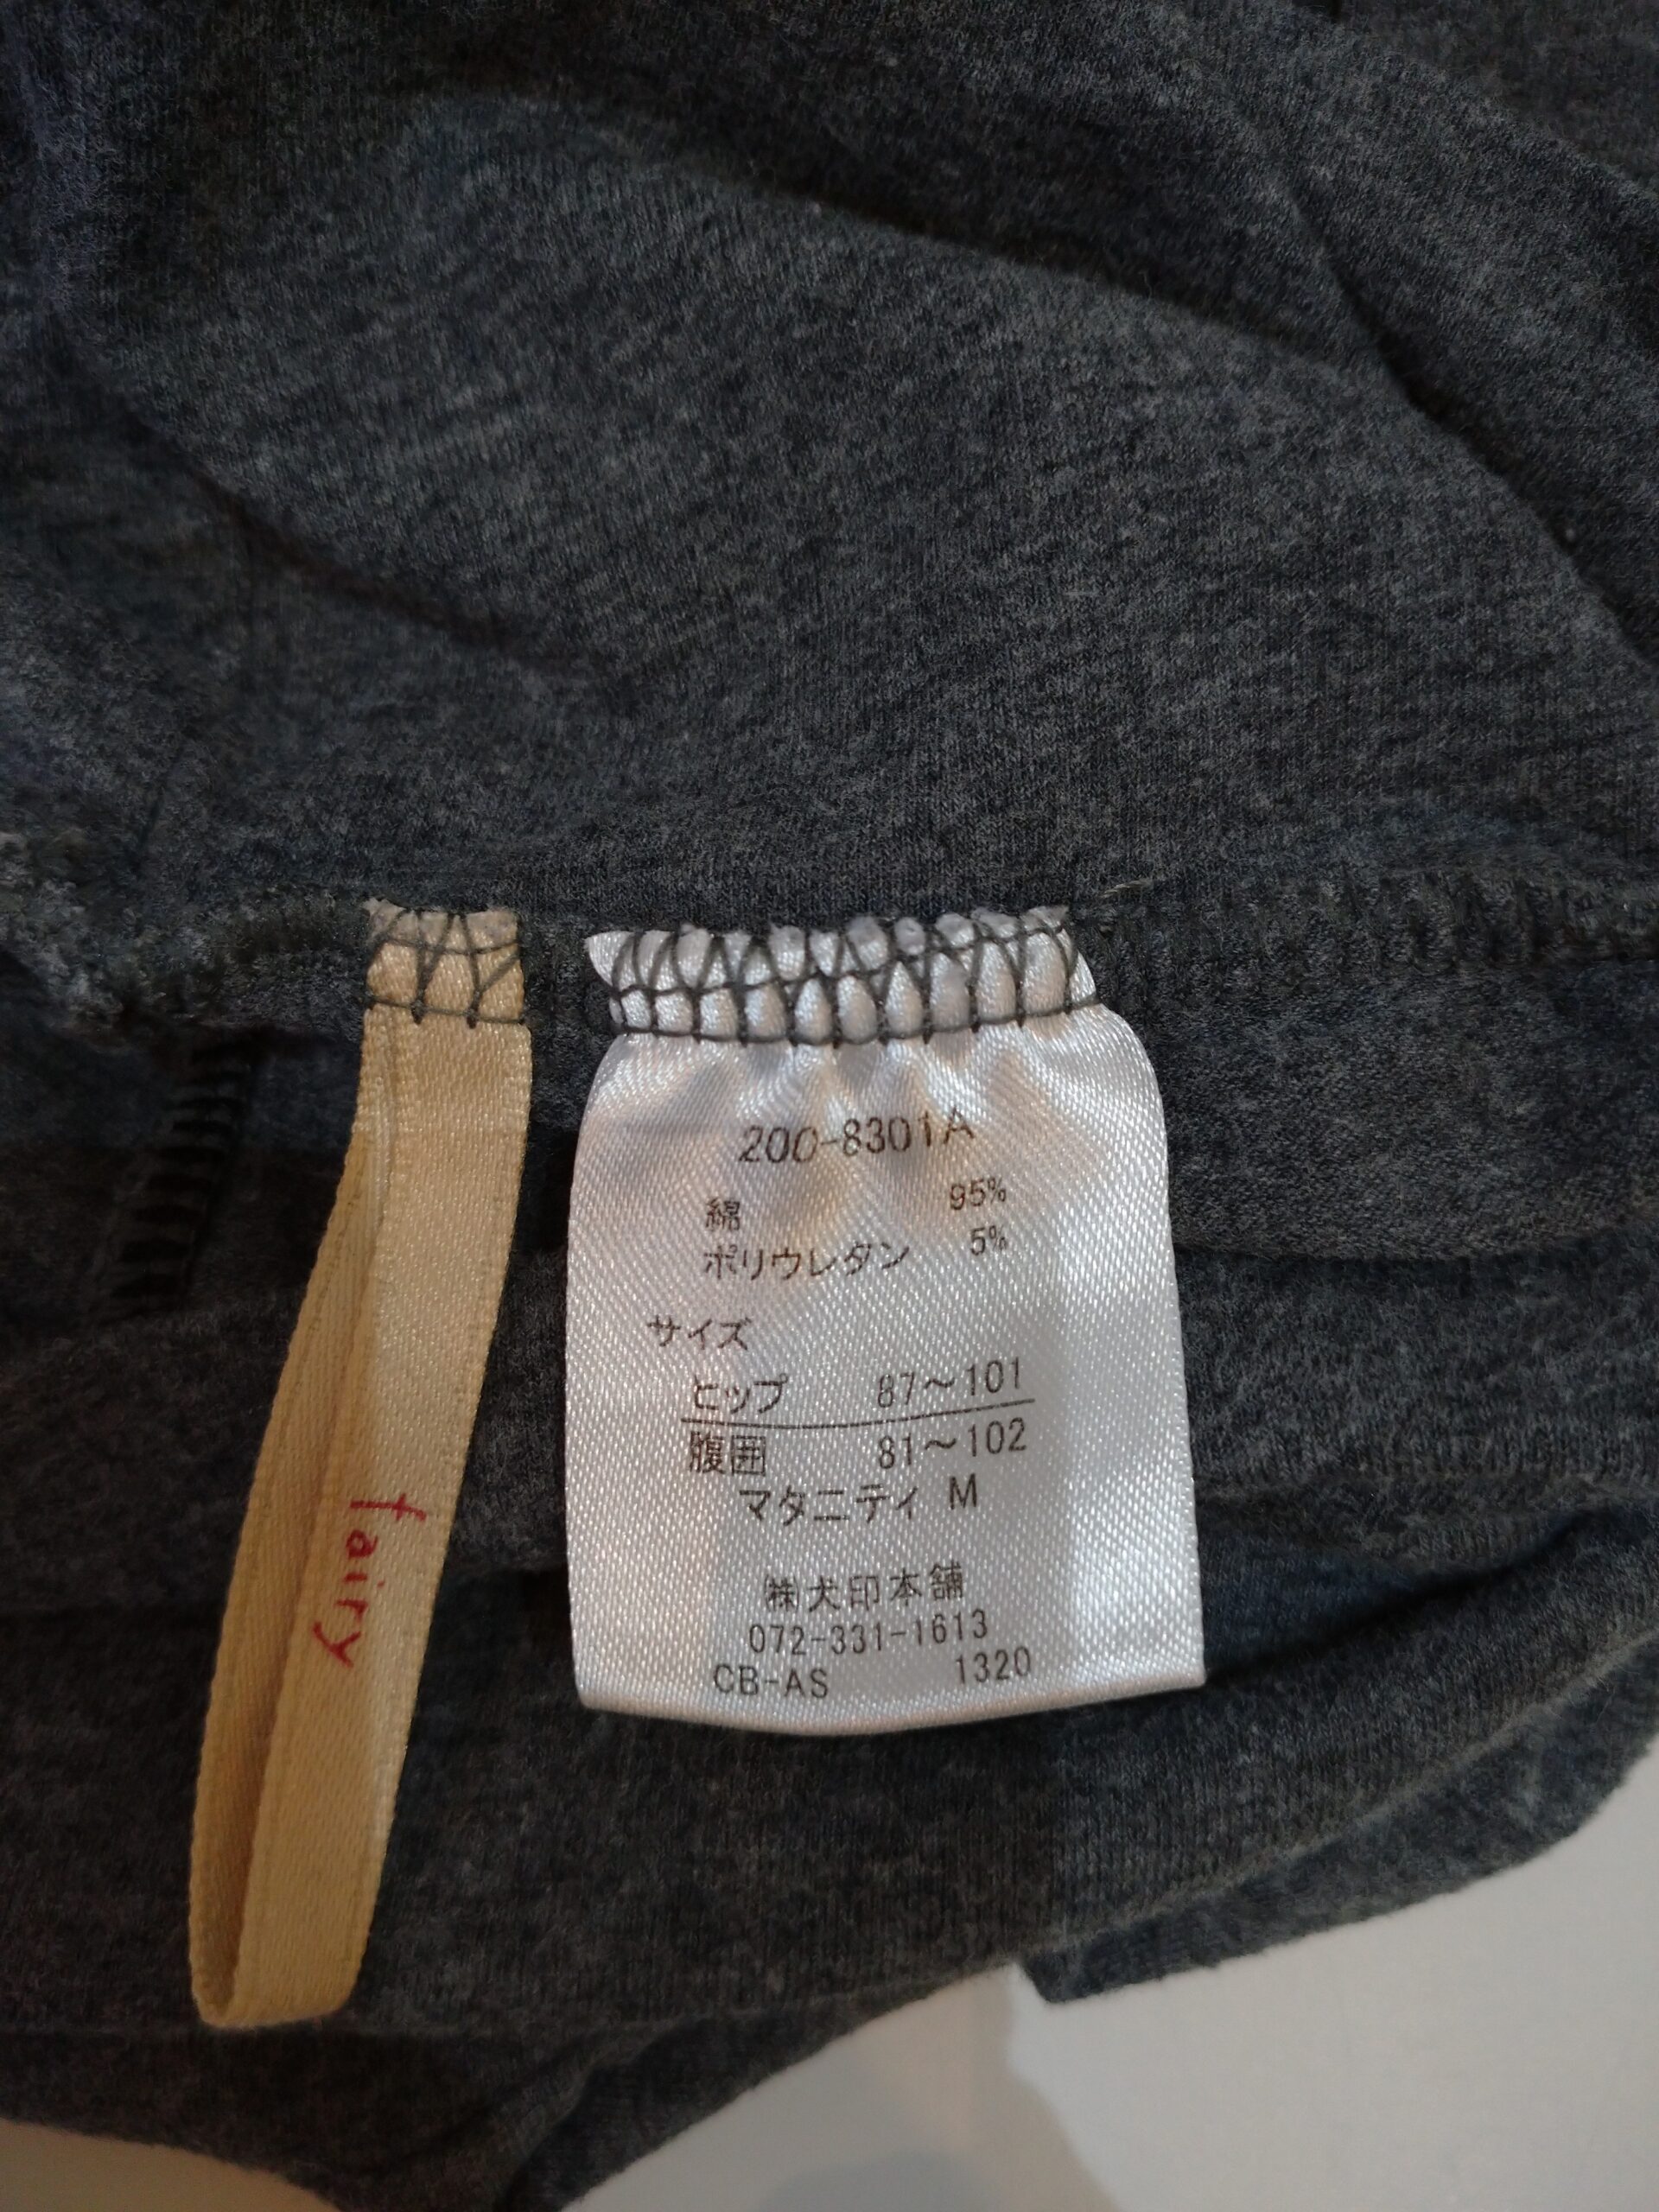 200-8301A
綿 95%
ポリウレタン 5%
サイズ
ヒップ 87〜101
腹囲 81〜102
マタニティ M
㈱犬印本舗
072-331-1613
CB-AS 1320
fairy